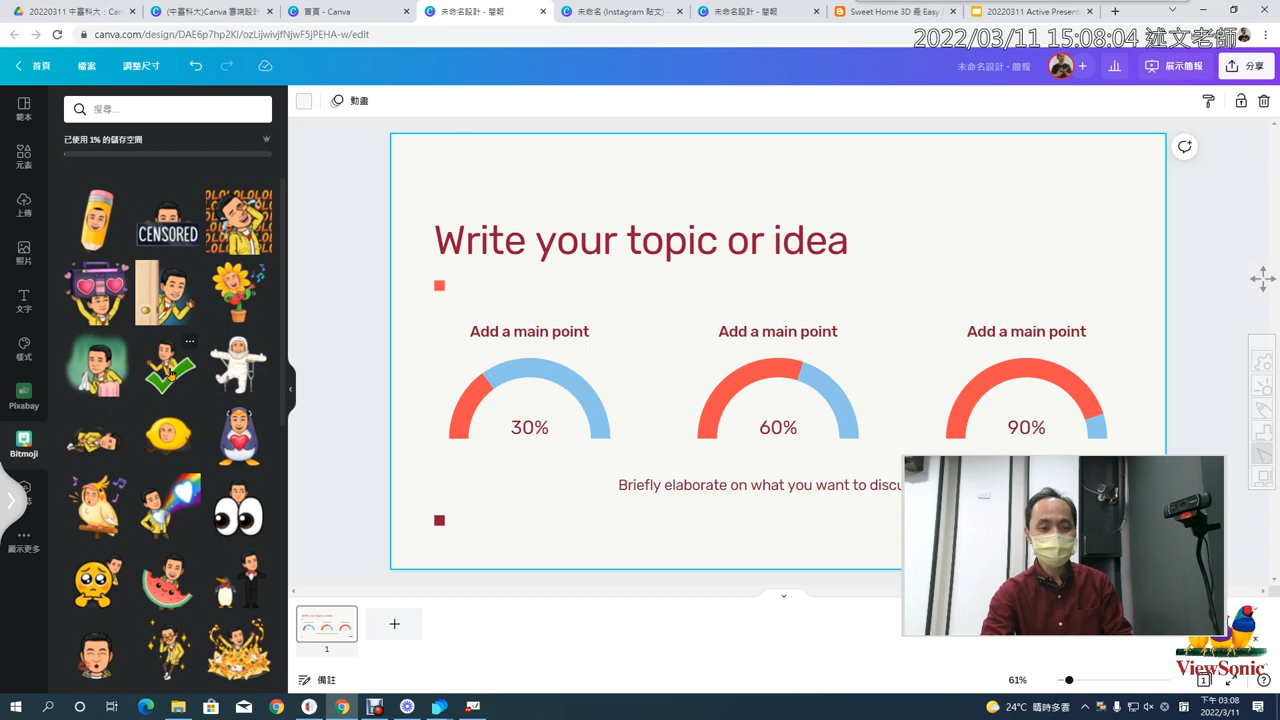 20220311 中臺科大：Can
(中臺科大)Canva 雲端設計
首頁 - Canva
未命名設計 - 簡報
未命名 (Instagram 貼文) -
未命名設計 - 簡報
Sweet Home 3D 最 Easy
20220311 Active Present
canva.com/design/DAE6p7hp2KI/ozLijwivjfNjwF5JPEHA-w/edit
2022/03/11 15:08:04 述文老師
首頁
檔案
調整尺寸
未命名設計 - 簡報
展示簡報
分享
範本
搜尋...
動畫
已使用 1% 的儲存空間
元素
上傳
照片
文字
樣式
Pixabay
Bitmoji
顯示更多
CENSORED
Write your topic or idea
Add a main point
Add a main point
Add a main point
30%
60%
90%
Briefly elaborate on what you want to discu
1
備註
61%
ViewSonic
1
24°C 晴時多雲
下午 03:08
2022/3/11